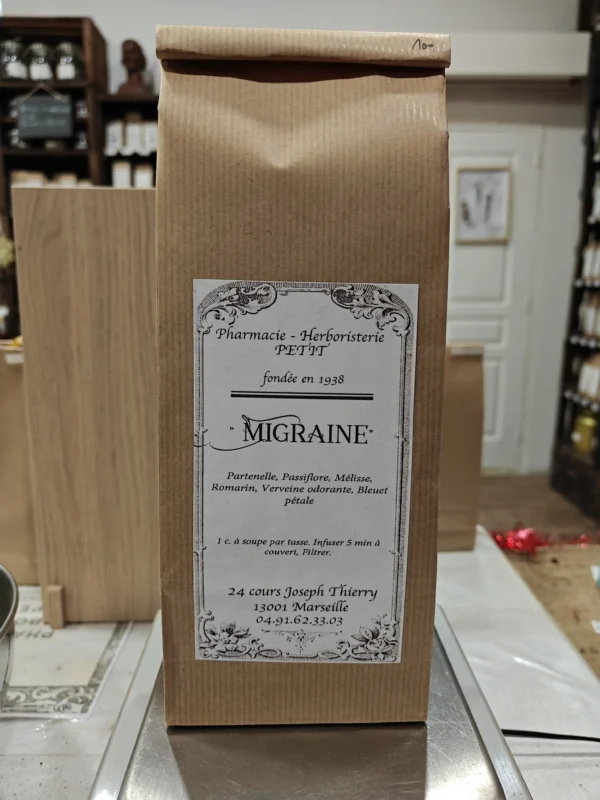 100
Pharmacie - Herboristerie
PETIT
fondée en 1938
" MIGRAINE"
Partenelle, Passiflore, Mélisse,
Romarin, Verveine odorante, Bleuet
pétale
1 c. à soupe par tasse. Infuser 5 min à
couvert, Filtrer.
24 cours Joseph Thierry
13001 Marseille
04.91.62.33.03